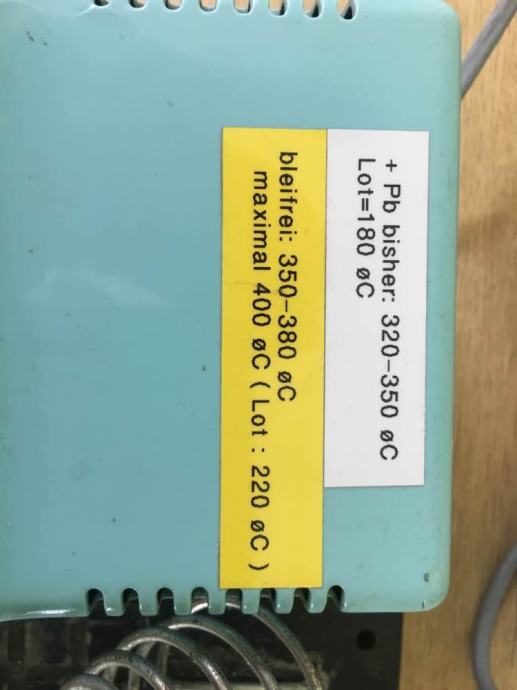 + Pb bisher: 320-350 øC
Lot=180 øC
bleifrei: 350-380 øC
maximal 400 øC ( Lot : 220 øC )